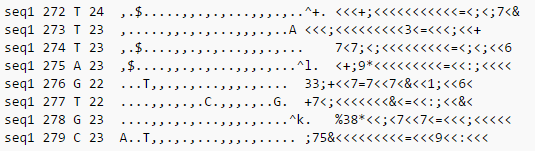 seq1 272 T 24  ,.$.....,,.,.,...,,,.,..^+. <<<+;<<<<<<<<<<<=<;<;7<&
seq1 273 T 23  ,.....,,.,.,...,,,.,..A <<<;<<<<<<<<<3<=<<<;<<+
seq1 274 T 23  ,.$....,,.,.,...,,,.,...    7<7;<;<<<<<<<<<=<;<;<<6
seq1 275 A 23  ,$....,,.,.,...,,,.,...^l.  <+;9*<<<<<<<<<=<<:;<<<<
seq1 276 G 22  ...T,,.,.,...,,,.,....  33;+<<7=7<<7<&<<1;<<6<
seq1 277 T 22  ....,,.,.,.C.,,,.,..G.  +7<;<<<<<<<&<=<<:;<<&<
seq1 278 G 23  ....,,.,.,...,,,.,....^k.   %38*<<;<7<<7<=<<<;<<<<<
seq1 279 C 23  A..T,,.,.,...,,,.,..... ;75&<<<<<<<<<=<<<9<<:<<<